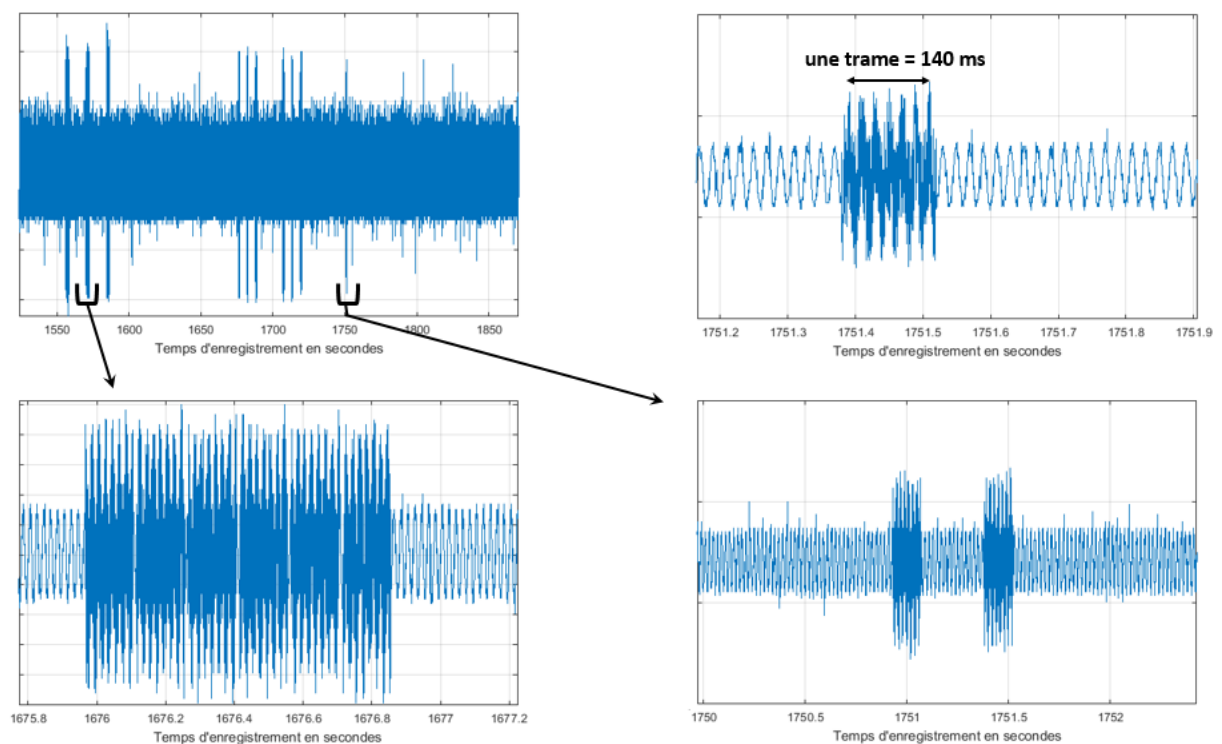 une trame = 140 ms
1550 1600 1650 1700 1750 1800 1850
Temps d'enregistrement en secondes
1751.2 1751.3 1751.4 1751.5 1751.6 1751.7 1751.8 1751.9
Temps d'enregistrement en secondes
1675.8 1676 1676.2 1676.4 1676.6 1676.8 1677 1677.2
Temps d'enregistrement en secondes
1750 1750.5 1751 1751.5 1752
Temps d'enregistrement en secondes